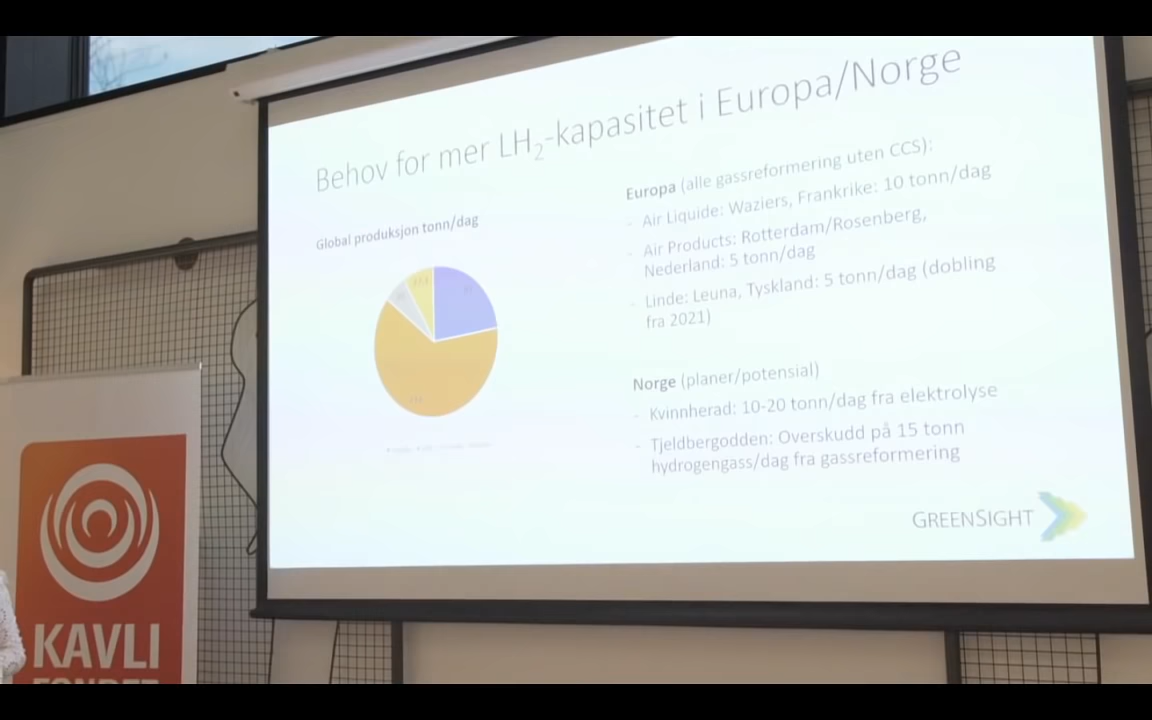 Behov for mer LH₂-kapasitet i Europa/Norge
Global produksjon tonn/dag
Europa (alle gassreformering uten CCS):
- Air Liquide: Waziers, Frankrike: 10 tonn/dag
- Air Products: Rotterdam/Rosenberg,
Nederland: 5 tonn/dag
- Linde: Leuna, Tyskland: 5 tonn/dag (dobling
fra 2021)
Norge (planer/potensial)
- Kvinnherad: 10-20 tonn/dag fra elektrolyse
- Tjeldbergodden: Overskudd på 15 tonn
hydrogengass/dag fra gassreformering
GREENSIGHT
KAVLI
FONDET